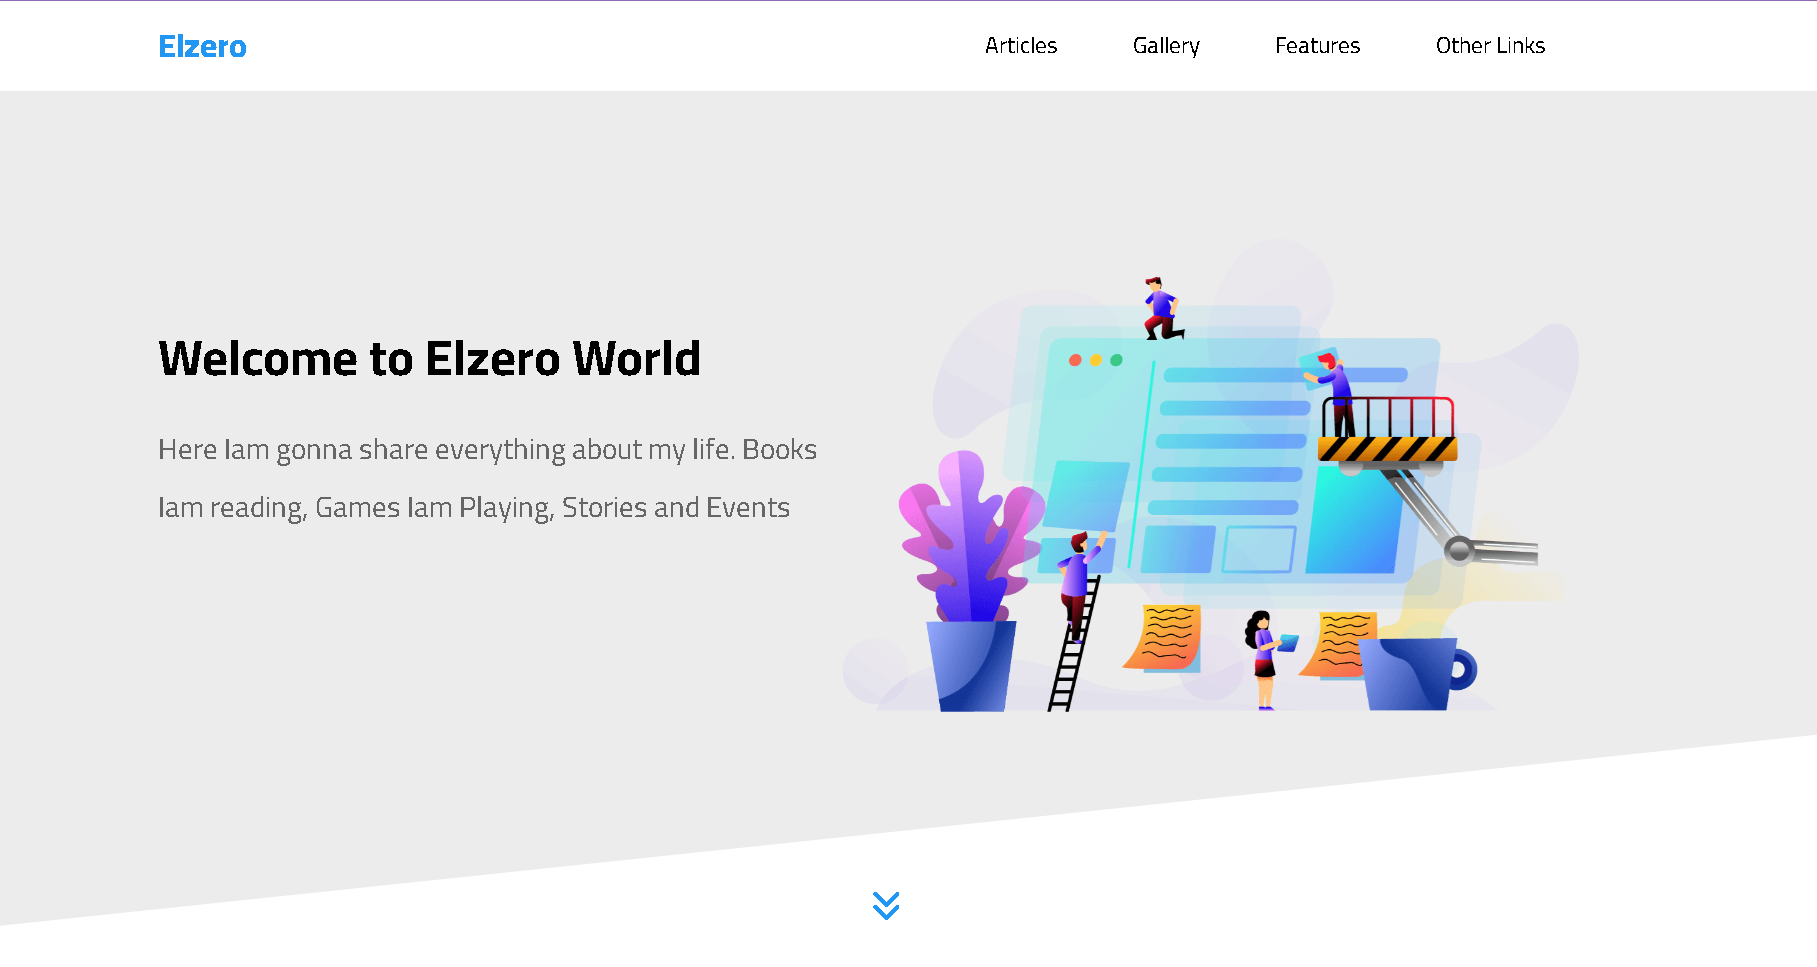 Elzero
Articles Gallery Features Other Links
Welcome to Elzero World
Here Iam gonna share everything about my life. Books
Iam reading, Games Iam Playing, Stories and Events